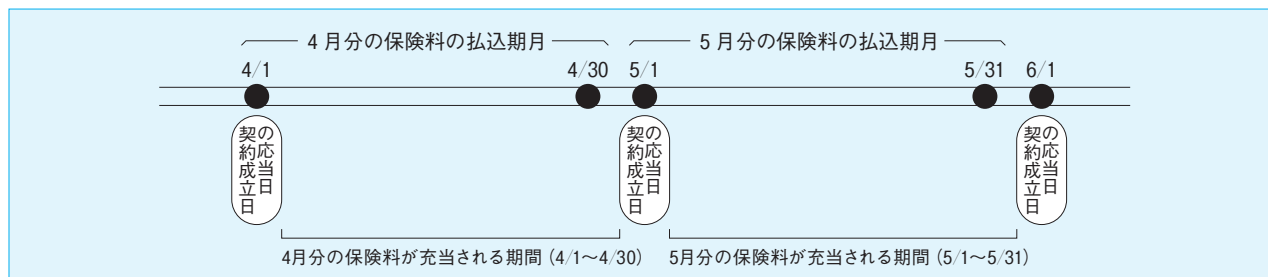 4月分の保険料の払込期月 5月分の保険料の払込期月
4/1 4/30 5/1 5/31 6/1
契約成立日
の応当日
契約成立日
の応当日
契約成立日
の応当日
4月分の保険料が充当される期間（4/1〜4/30） 5月分の保険料が充当される期間（5/1〜5/31）